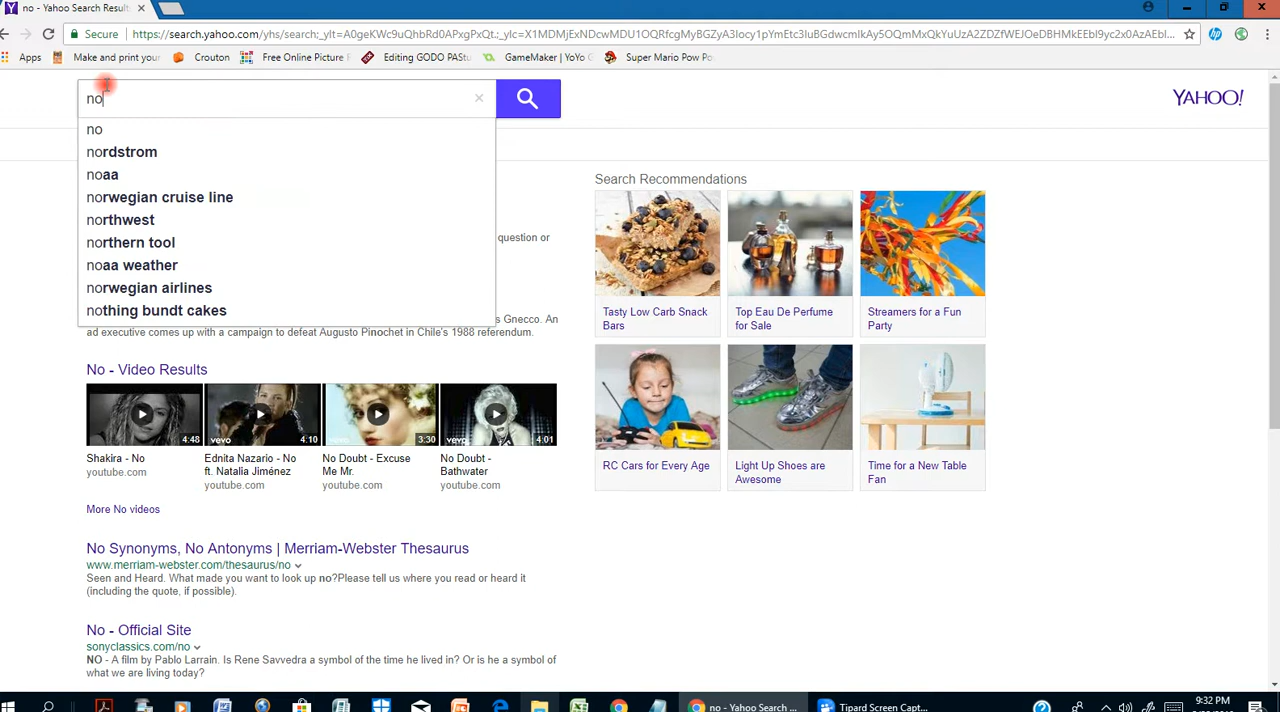 no - Yahoo Search Result
Secure
https://search.yahoo.com/yhs/search;_ylt=
Apps
Make and print your
Crouton
Free Online Picture
Editing GODO PASt
GameMaker | YoYo G
Super Mario Pow Po
no
YAHOO!
no
nordstrom
noaa
norwegian cruise line
northwest
northern tool
noaa weather
norwegian airlines
nothing bundt cakes
question or
s Gnecco. An
ad executive comes up with a campaign to defeat Augusto Pinochet in Chile's 1988 referendum.
Search Recommendations
Tasty Low Carb Snack
Bars
Top Eau De Perfume
for Sale
Streamers for a Fun
Party
RC Cars for Every Age
Light Up Shoes are
Awesome
Time for a New Table
Fan
No - Video Results
4:48
vevo
4:10
vevo
3:30
vevo
4:01
Shakira - No
youtube.com
Ednita Nazario - No
ft. Natalia Jiménez
youtube.com
No Doubt - Excuse
Me Mr.
youtube.com
No Doubt -
Bathwater
youtube.com
More No videos
No Synonyms, No Antonyms | Merriam-Webster Thesaurus
www.merriam-webster.com/thesaurus/no
Seen and Heard. What made you want to look up no?Please tell us where you read or heard it
(including the quote, if possible).
No - Official Site
sonyclassics.com/no
NO - A film by Pablo Larrain. Is Rene Savvedra a symbol of the time he lived in? Or is he a symbol of
what we are living today?
no - Yahoo Search ...
Tipard Screen Capt...
9:32 PM